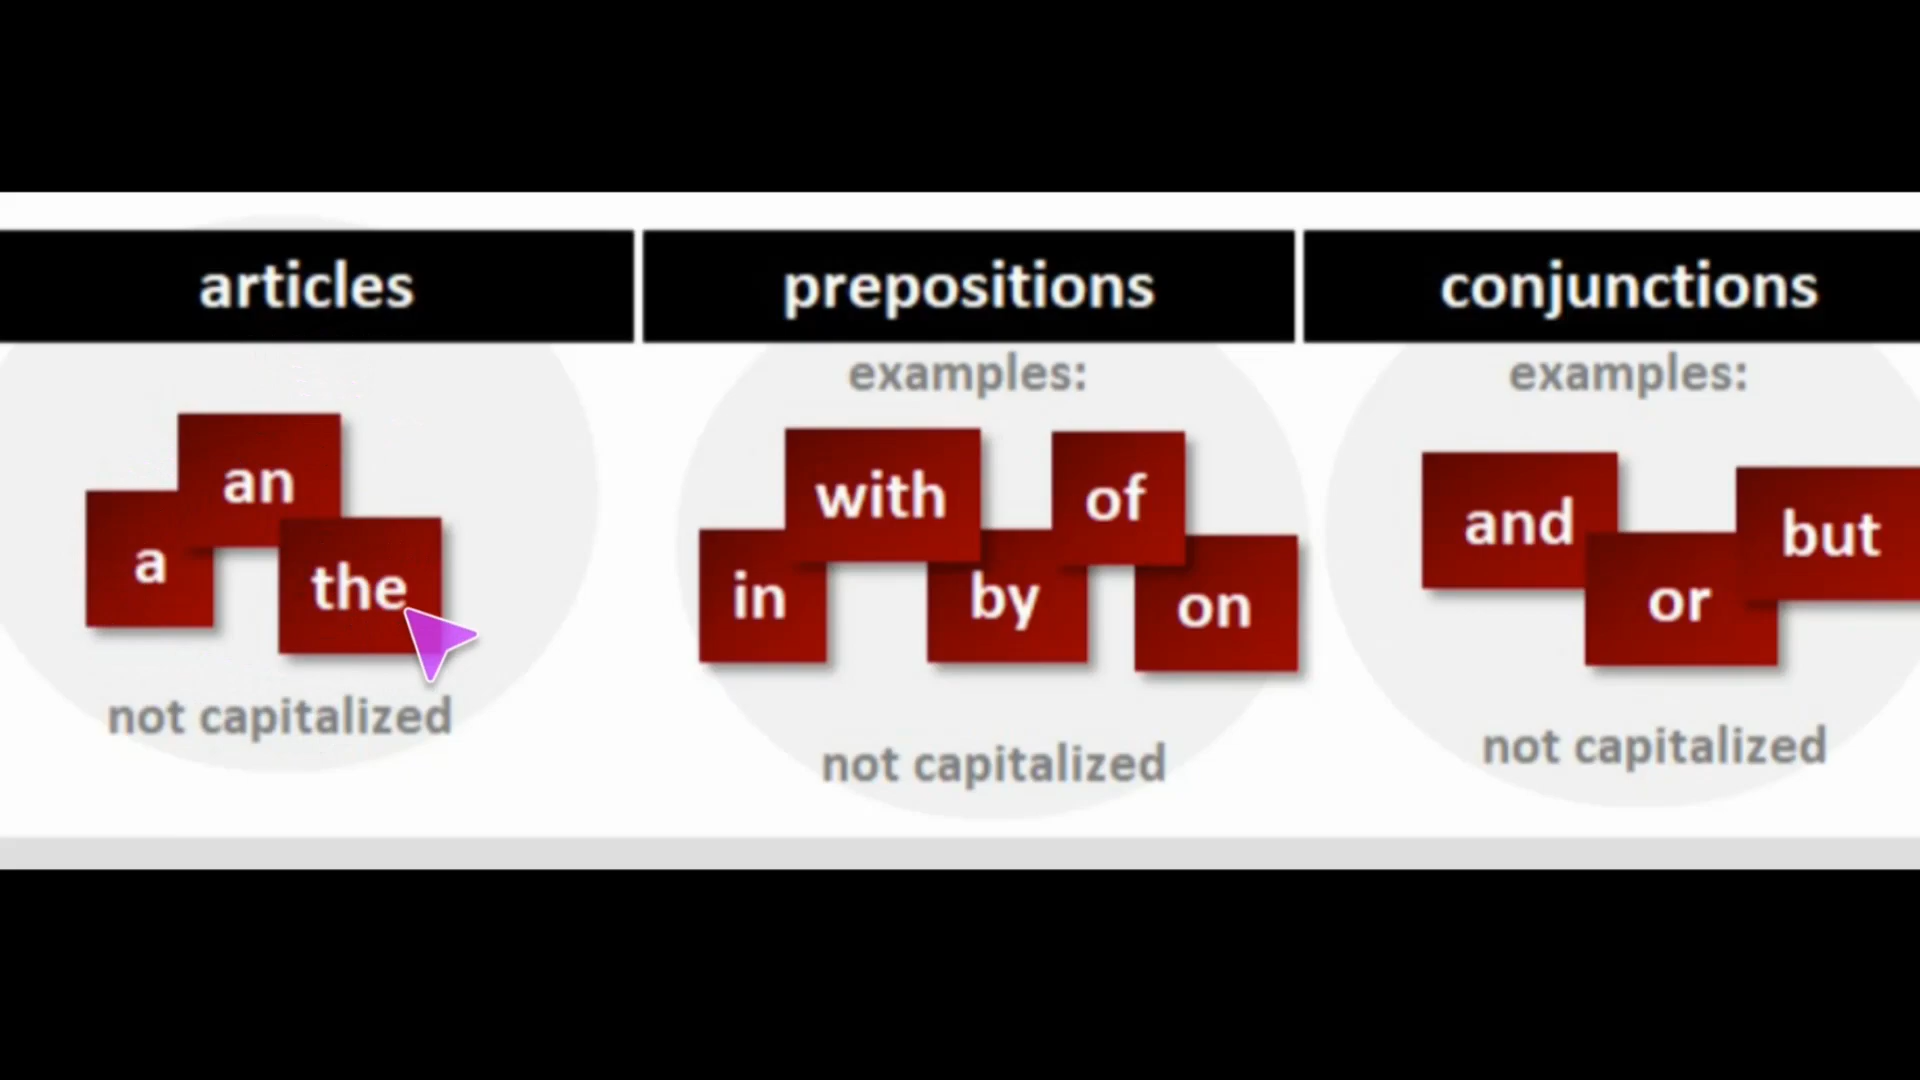 articles
an
a
the
not capitalized
prepositions
examples:
with
of
in
by
on
not capitalized
conjunctions
examples:
and
but
or
not capitalized